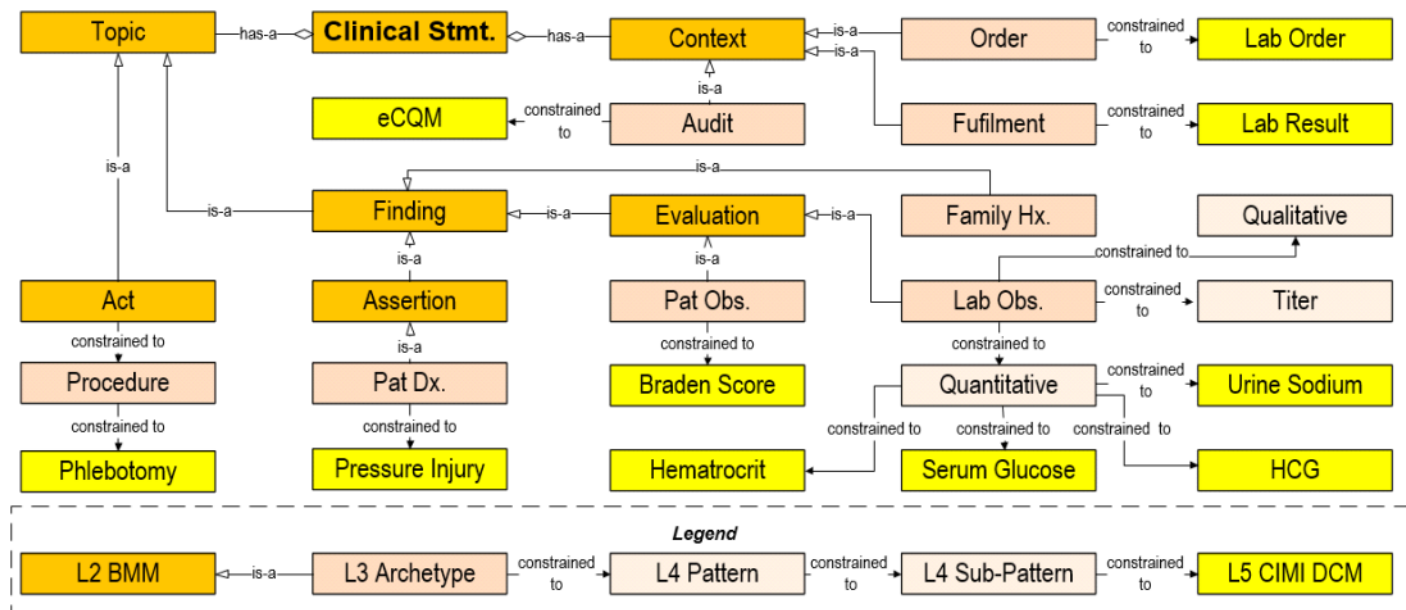 Topic
has-a
Clinical Stmt.
has-a
Context
is-a
Order
constrained
to
Lab Order
is-a
is-a
eCQM
constrained
to
Audit
Fufilment
constrained
to
Lab Result
is-a
is-a
is-a
Finding
is-a
Evaluation
is-a
Family Hx.
Qualitative
constrained to
is-a
is-a
Act
Assertion
Pat Obs.
Lab Obs.
constrained
to
Titer
constrained to
is-a
constrained to
constrained to
Procedure
Pat Dx.
Braden Score
Quantitative
constrained
to
Urine Sodium
constrained to
constrained to
constrained
to
constrained
to
constrained to
Phlebotomy
Pressure Injury
Hematrocrit
Serum Glucose
HCG
Legend
L2 BMM
is-a
L3 Archetype
constrained
to
L4 Pattern
constrained
to
L4 Sub-Pattern
constrained
to
L5 CIMI DCM